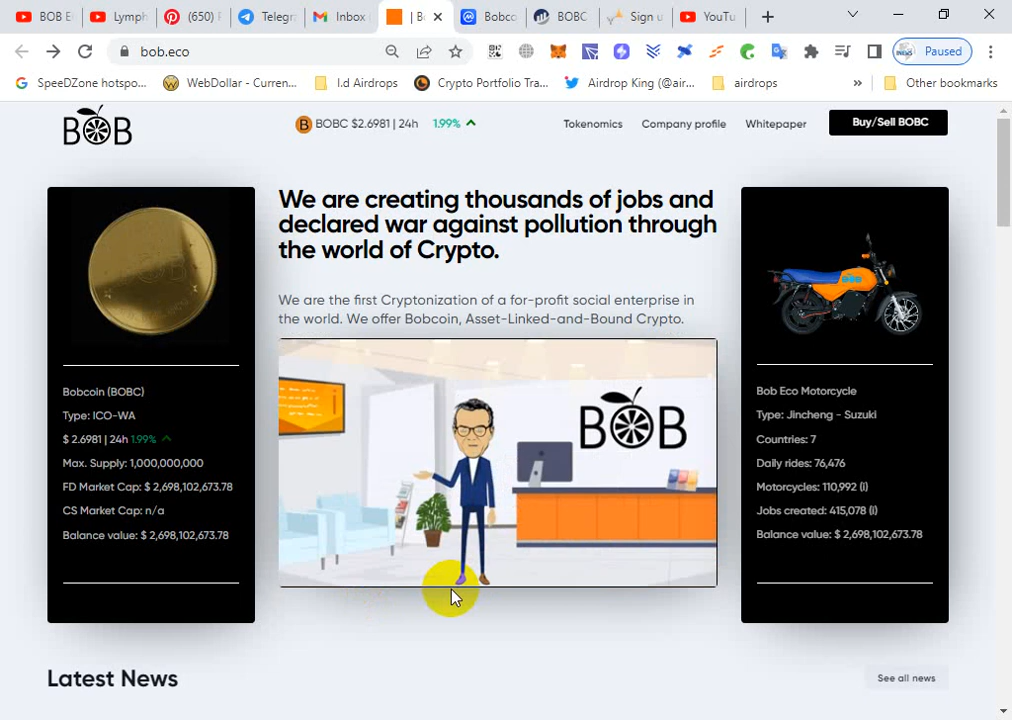 BOB E
Lymph
(650)
Telegr
Inbox
Bobco
BOBC
Sign u
YouTu
bob.eco
Paused
SpeeDZone hotspo...
WebDollar - Curren...
I.d Airdrops
Crypto Portfolio Tra...
Airdrop King (@air...
airdrops
»
Other bookmarks
BOB
BOBC $2.6981 | 24h 1.99%
Tokenomics
Company profile
Whitepaper
Buy/Sell BOBC
We are creating thousands of jobs and
declared war against pollution through
the world of Crypto.
We are the first Cryptonization of a for-profit social enterprise in
the world. We offer Bobcoin, Asset-Linked-and-Bound Crypto.
BOB
Bobcoin (BOBC)
Type: ICO-WA
$ 2.6981 | 24h 1.99%
Max. Supply: 1,000,000,000
FD Market Cap: $ 2,698,102,673.78
CS Market Cap: n/a
Balance value: $ 2,698,102,673.78
Bob Eco Motorcycle
Type: Jincheng - Suzuki
Countries: 7
Daily rides: 76,476
Motorcycles: 110,992 (i)
Jobs created: 415,078 (i)
Balance value: $ 2,698,102,673.78
Latest News
See all news